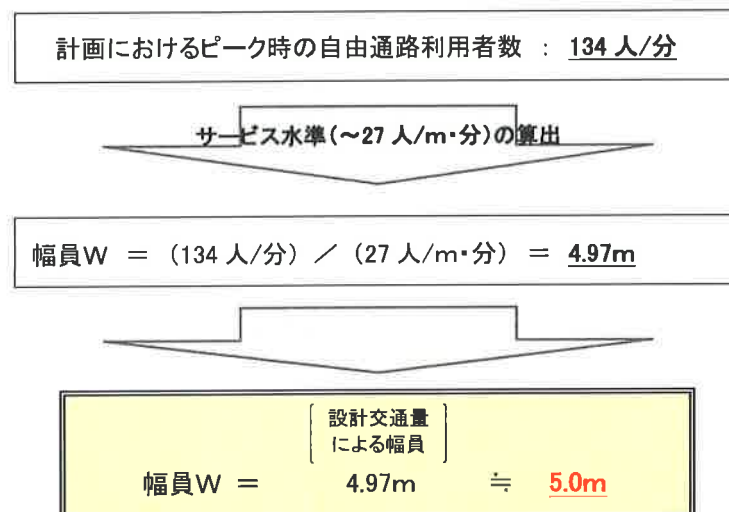 計画におけるピーク時の自由通路利用者数 : 134 人/分
サービス水準(~27 人/m・分)の算出
幅員W = (134 人/分) / (27 人/m・分) = 4.97m
設計交通量
による幅員
幅員W = 4.97m ≒ 5.0m